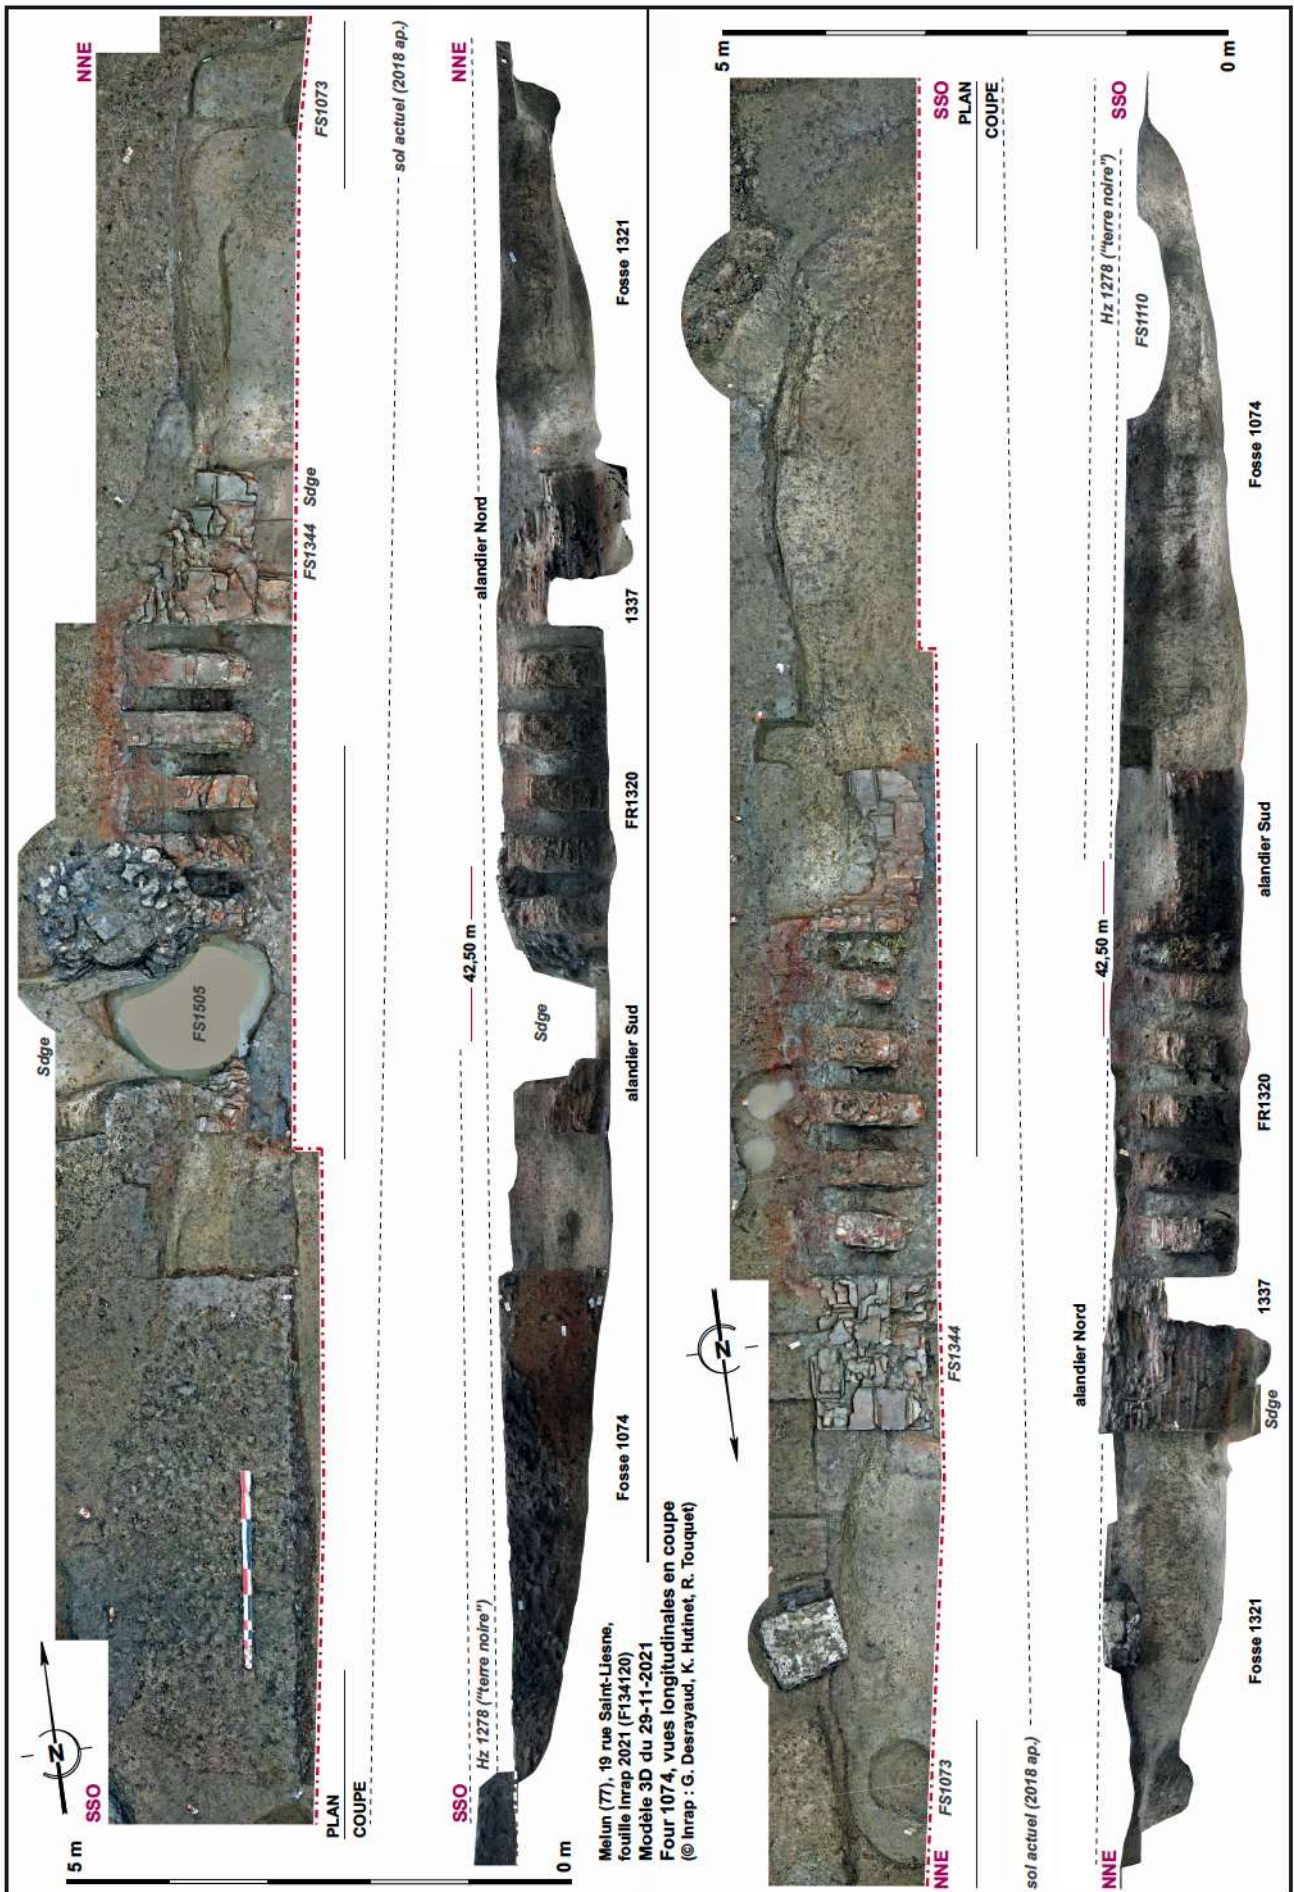 NNE
FS1073
FS1344 Sdge
FS1505
Sdge
SSO
PLAN
COUPE
sol actuel (2018 ap.)
NNE
alandier Nord
42,50 m
Hz 1278 ("terre noire")
SSO
Sdge
Fosse 1321
1337
FR1320
alandier Sud
Fosse 1074
5 m
0 m
Melun (77), 19 rue Saint-Liesne,
fouille Inrap 2021 (F134120)
Modèle 3D du 29-11-2021
Four 1074, vues longitudinales en coupe
(© Inrap : G. Desrayaud, K. Hutinet, R. Touquet)
5 m
0 m
SSO
PLAN
COUPE
FS1344
FS1073
NNE
N
N
sol actuel (2018 ap.)
SSO
Hz 1278 ("terre noire")
FS1110
42,50 m
alandier Nord
NNE
Fosse 1074
alandier Sud
FR1320
1337
Sdge
Fosse 1321